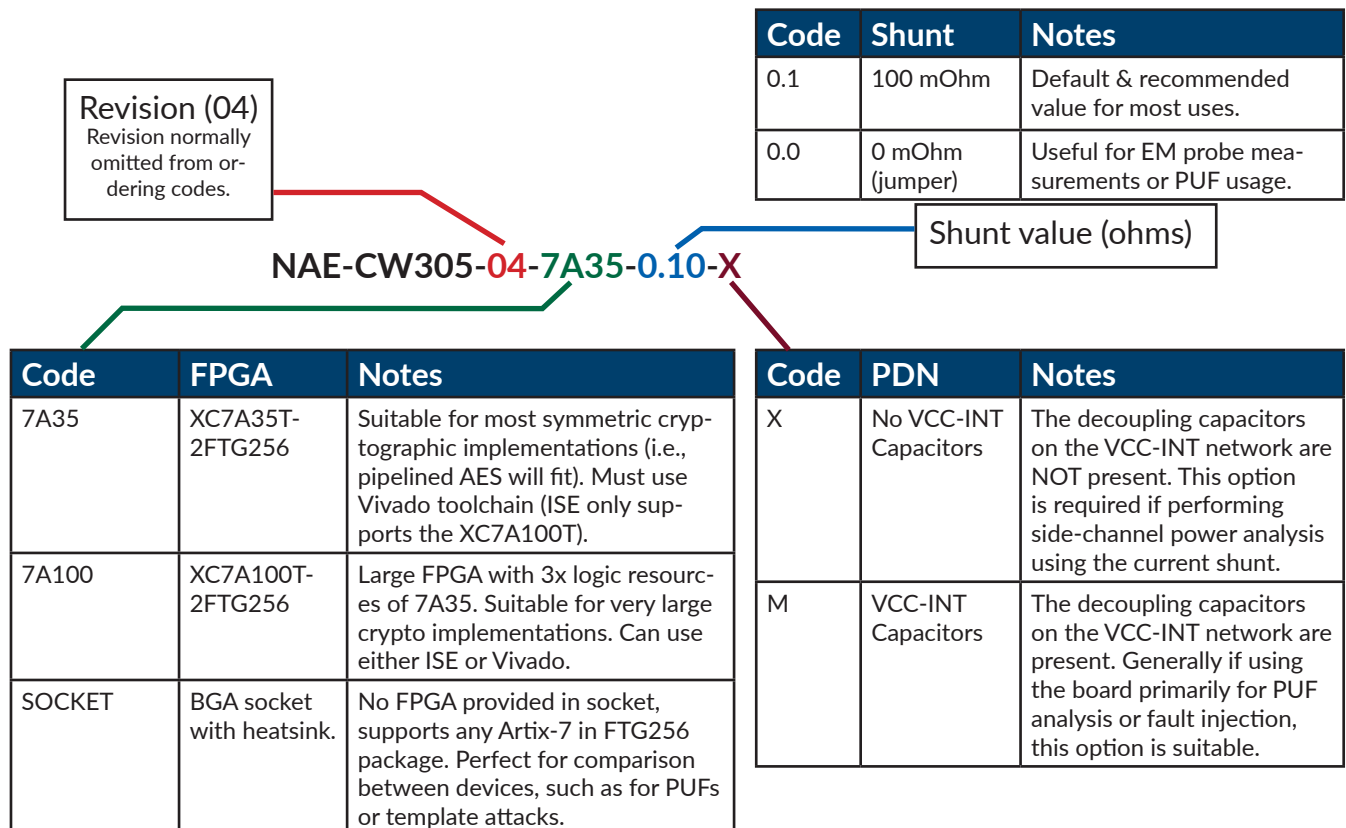 Code Shunt Notes
0.1 100 mOhm Default & recommended
value for most uses.
0.0 0 mOhm Useful for EM probe mea-
(jumper) surements or PUF usage.
Revision (04)
Revision normally
omitted from or-
dering codes.
Shunt value (ohms)
NAE-CW305-04-7A35-0.10-X
Code FPGA Notes
7A35 XC7A35T- Suitable for most symmetric cryp-
2FTG256 tographic implementations (i.e.,
pipelined AES will fit). Must use
Vivado toolchain (ISE only sup-
ports the XC7A100T).
7A100 XC7A100T- Large FPGA with 3x logic resourc-
2FTG256 es of 7A35. Suitable for very large
crypto implementations. Can use
either ISE or Vivado.
SOCKET BGA socket No FPGA provided in socket,
with heatsink. supports any Artix-7 in FTG256
package. Perfect for comparison
between devices, such as for PUFs
or template attacks.
Code PDN Notes
X No VCC-INT The decoupling capacitors
Capacitors on the VCC-INT network are
NOT present. This option
is required if performing
side-channel power analysis
using the current shunt.
M VCC-INT The decoupling capacitors
Capacitors on the VCC-INT network are
present. Generally if using
the board primarily for PUF
analysis or fault injection,
this option is suitable.